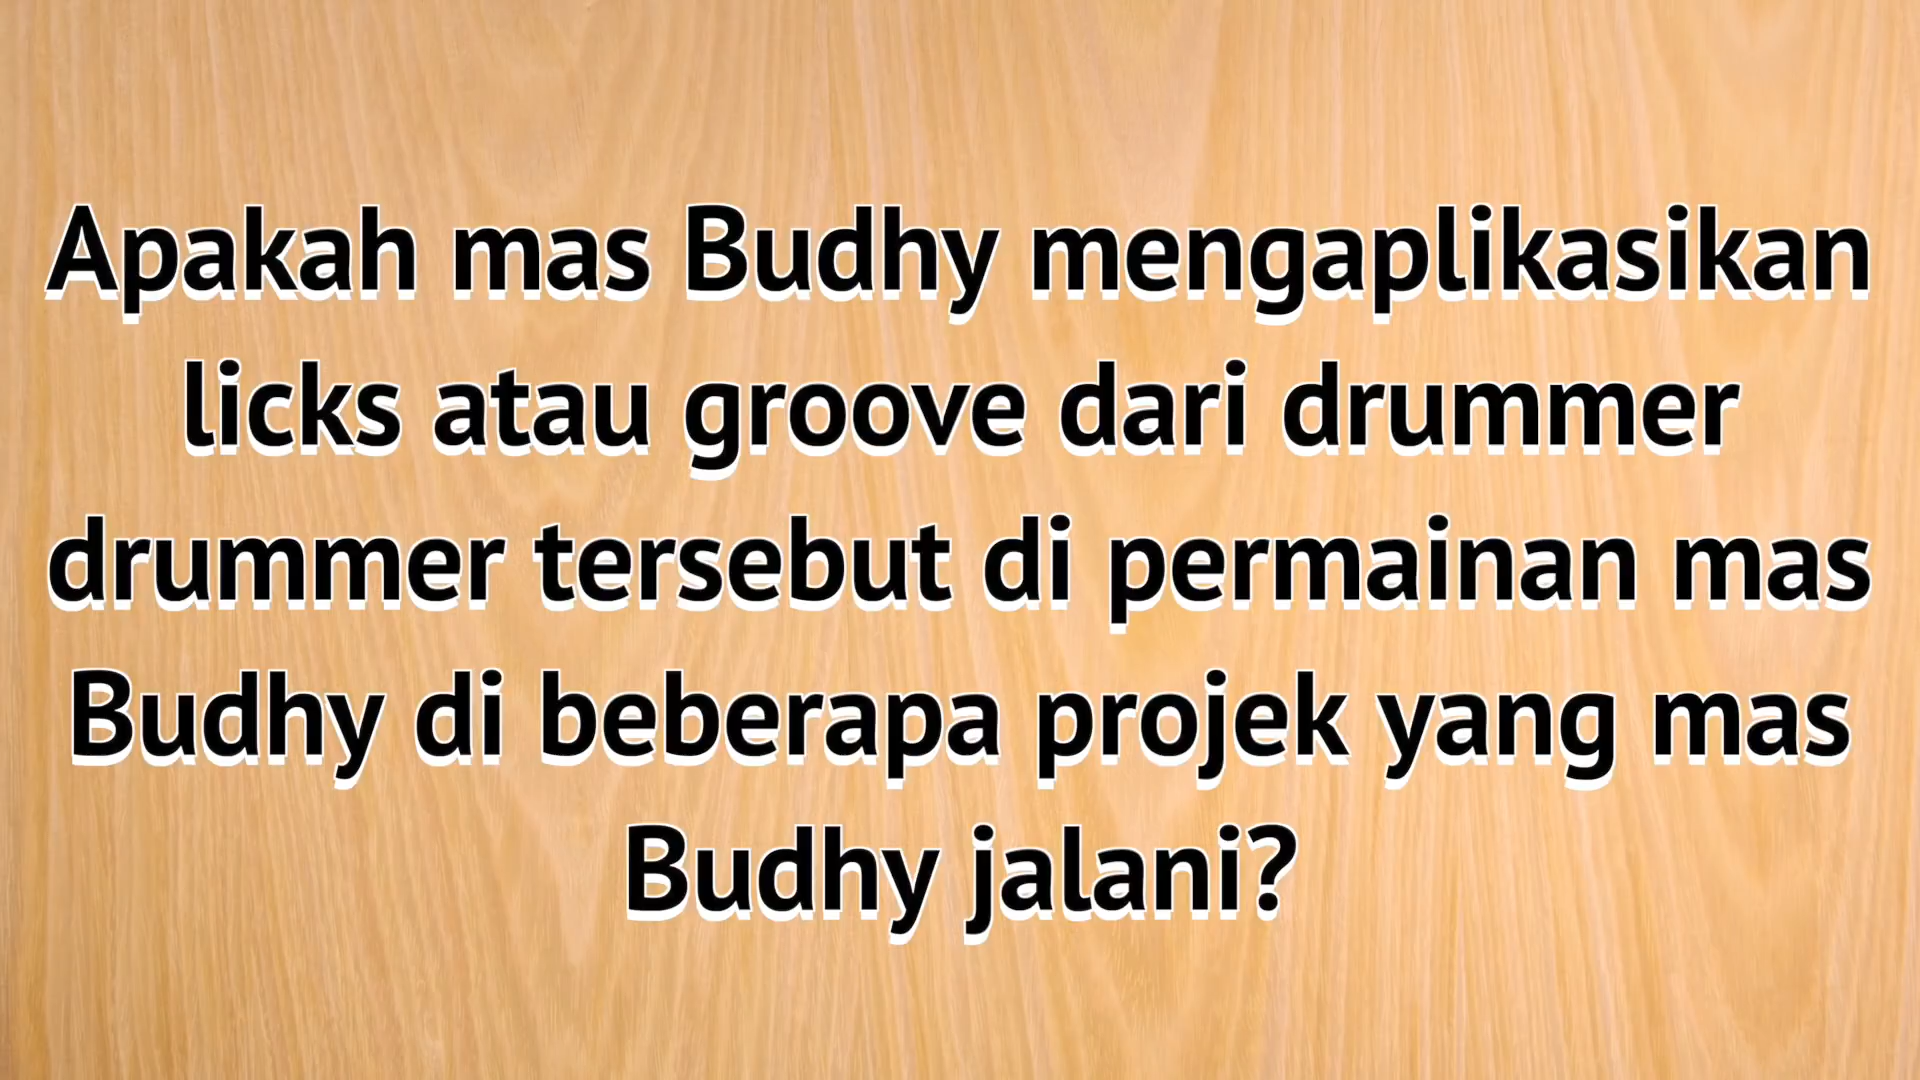 Apakah mas Budhy mengaplikasikan
licks atau groove dari drummer
drummer tersebut di permainan mas
Budhy di beberapa projek yang mas
Budhy jalani?